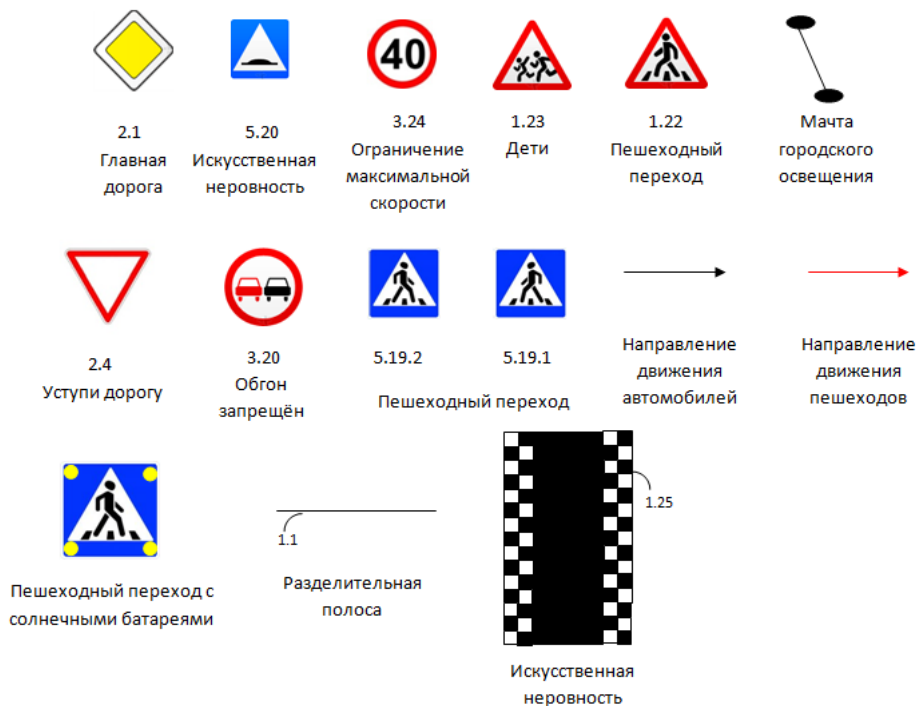 40
2.1
Главная
дорога
5.20
Искусственная
неровность
3.24
Ограничение
максимальной
скорости
1.23
Дети
1.22
Пешеходный
переход
Мачта
городского
освещения
2.4
Уступи дорогу
3.20
Обгон
запрещён
5.19.2
5.19.1
Пешеходный переход
Направление
движения
автомобилей
Направление
движения
пешеходов
Пешеходный переход с
солнечными батареями
1.1
Разделительная
полоса
1.25
Искусственная
неровность